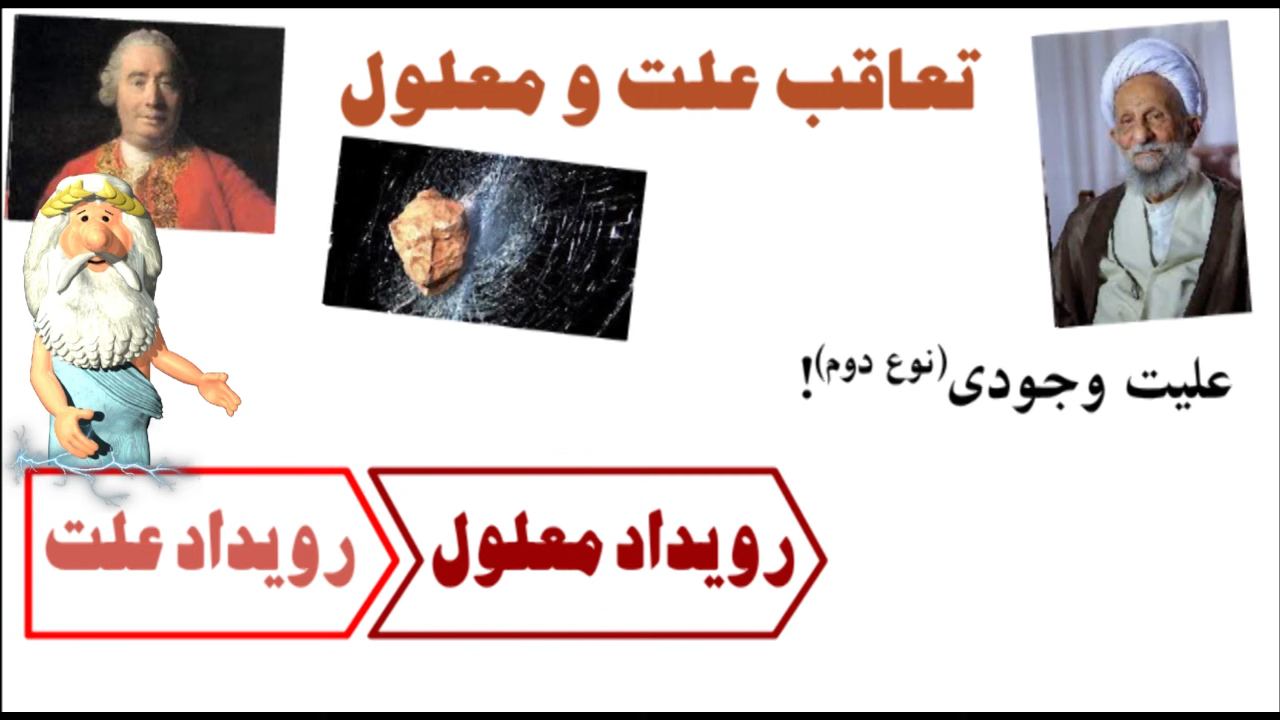 تعاقب علت و معلول
علیت وجودی(نوع دوم)!
رویداد علت
رویداد معلول